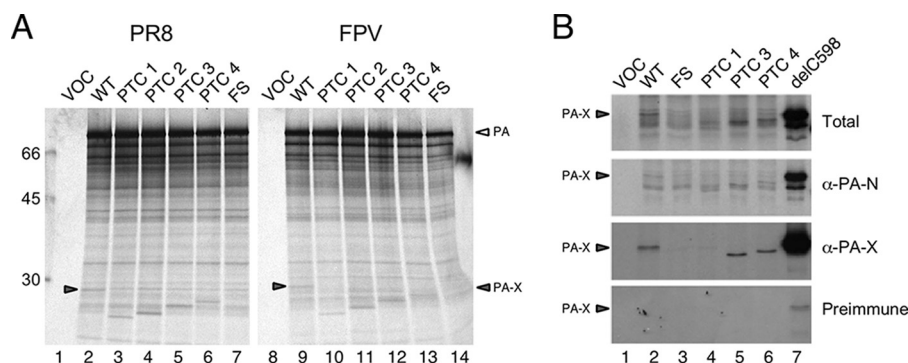 A
PR8 FPV
VOC WT PTC 1 PTC 2 PTC 3 PTC 4 FS VOC WT PTC 1 PTC 2 PTC 3 PTC 4 FS
PA
66
45
30
PA-X
1 2 3 4 5 6 7 8 9 10 11 12 13 14
B
VOC WT FS PTC 1 PTC 3 PTC 4 delC598
PA-X Total
PA-X α-PA-N
PA-X α-PA-X
PA-X Preimmune
1 2 3 4 5 6 7